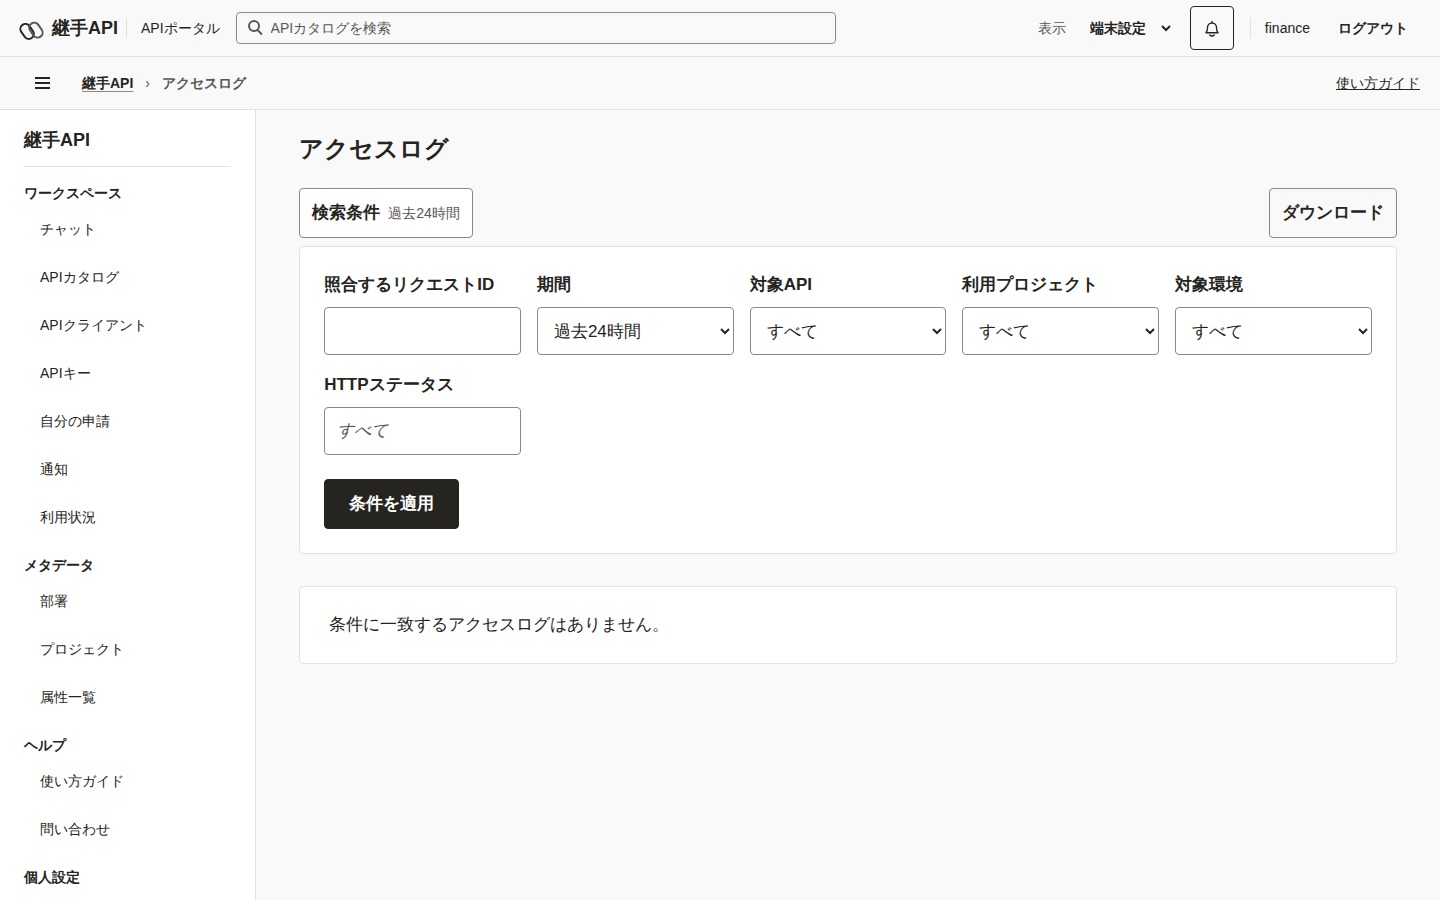 継手API
APIポータル
APIカタログを検索
表示
端末設定
finance
ログアウト
継手API › アクセスログ
使い方ガイド
継手API
ワークスペース
チャット
APIカタログ
APIクライアント
APIキー
自分の申請
通知
利用状況
メタデータ
部署
プロジェクト
属性一覧
ヘルプ
使い方ガイド
問い合わせ
個人設定
アクセスログ
検索条件 過去24時間
ダウンロード
照合するリクエストID
期間
過去24時間
対象API
すべて
利用プロジェクト
すべて
対象環境
すべて
HTTPステータス
すべて
条件を適用
条件に一致するアクセスログはありません。